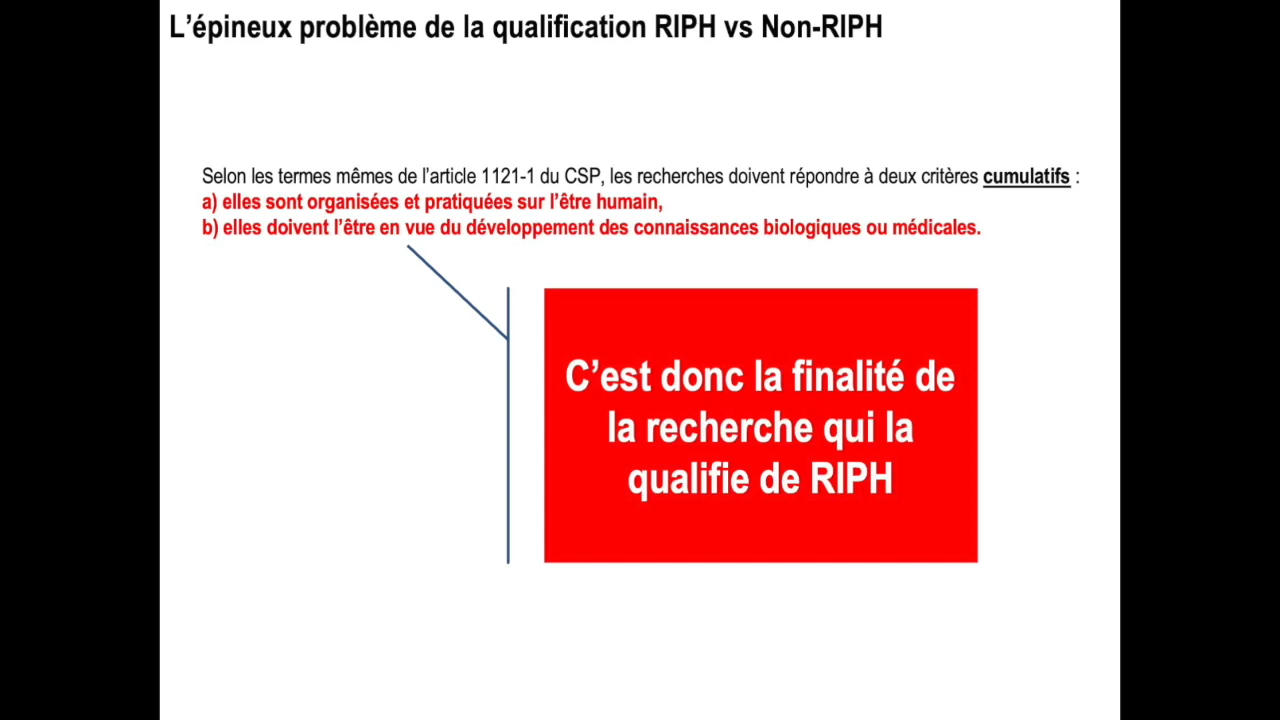 L’épineux problème de la qualification RIPH vs Non-RIPH
Selon les termes mêmes de l’article 1121-1 du CSP, les recherches doivent répondre à deux critères cumulatifs :
a) elles sont organisées et pratiquées sur l’être humain,
b) elles doivent l’être en vue du développement des connaissances biologiques ou médicales.
C’est donc la finalité de
la recherche qui la
qualifie de RIPH